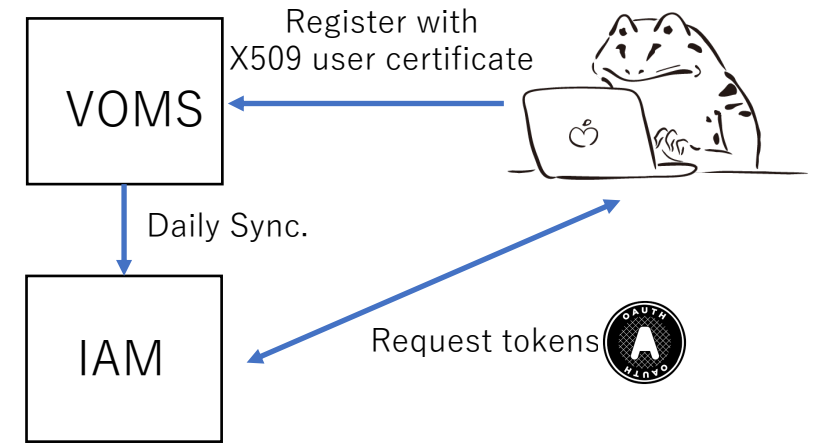 Register with
X509 user certificate
VOMS
Daily Sync.
IAM
Request tokens
OAUTH
A
OAUTH